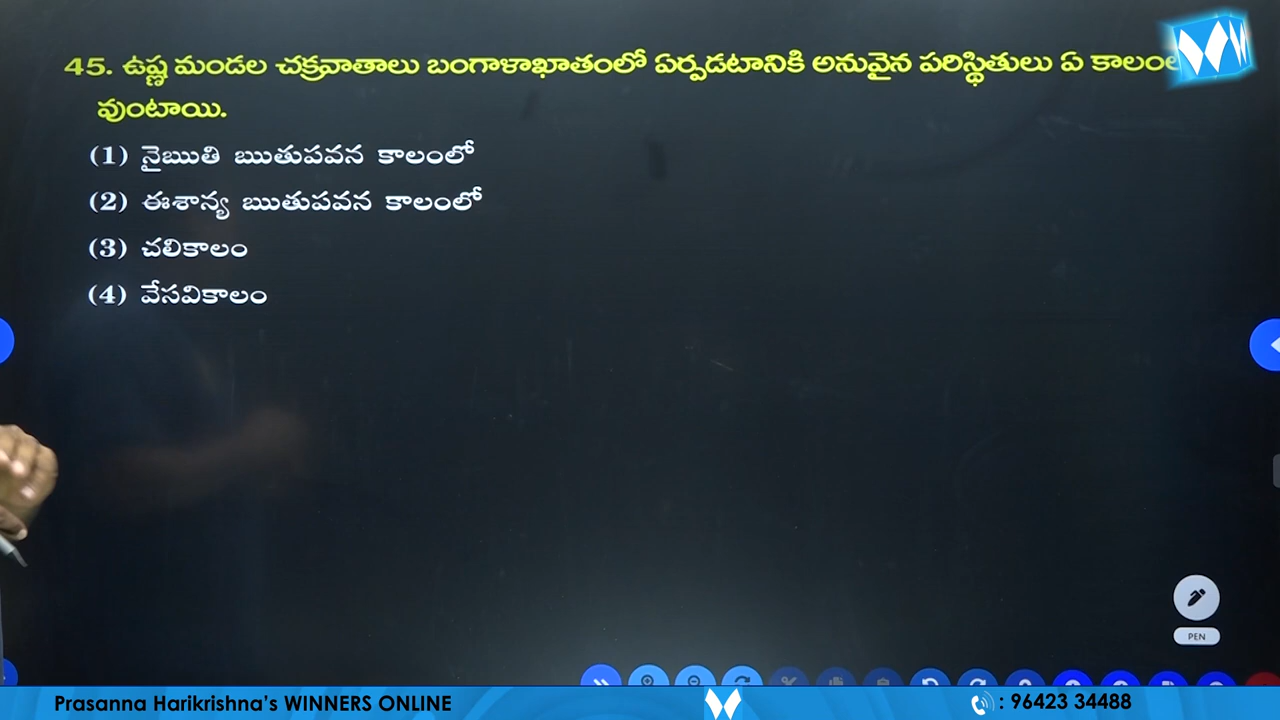 45. ఉష్ణ మండల చక్రవాతాలు బంగాళాఖాతంలో ఏర్పడటానికి అనువైన పరిస్థితులు ఏ
వుంటాయి.
(1) నైఋతి ఋతుపవన కాలంలో
(2) ఈశాన్య ఋతుపవన కాలంలో
(3) చలికాలం
(4) వేసవికాలం
PEN
Prasanna Harikrishna's WINNERS ONLINE : 96423 34488